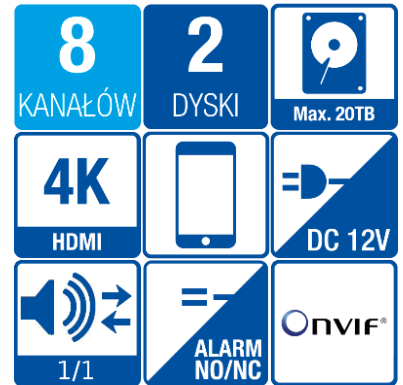 8
KANAŁÓW
2
DYSKI
Max. 20TB
4K
HDMI
DC 12V
1/1
ALARM
NO/NC
ONVIF®